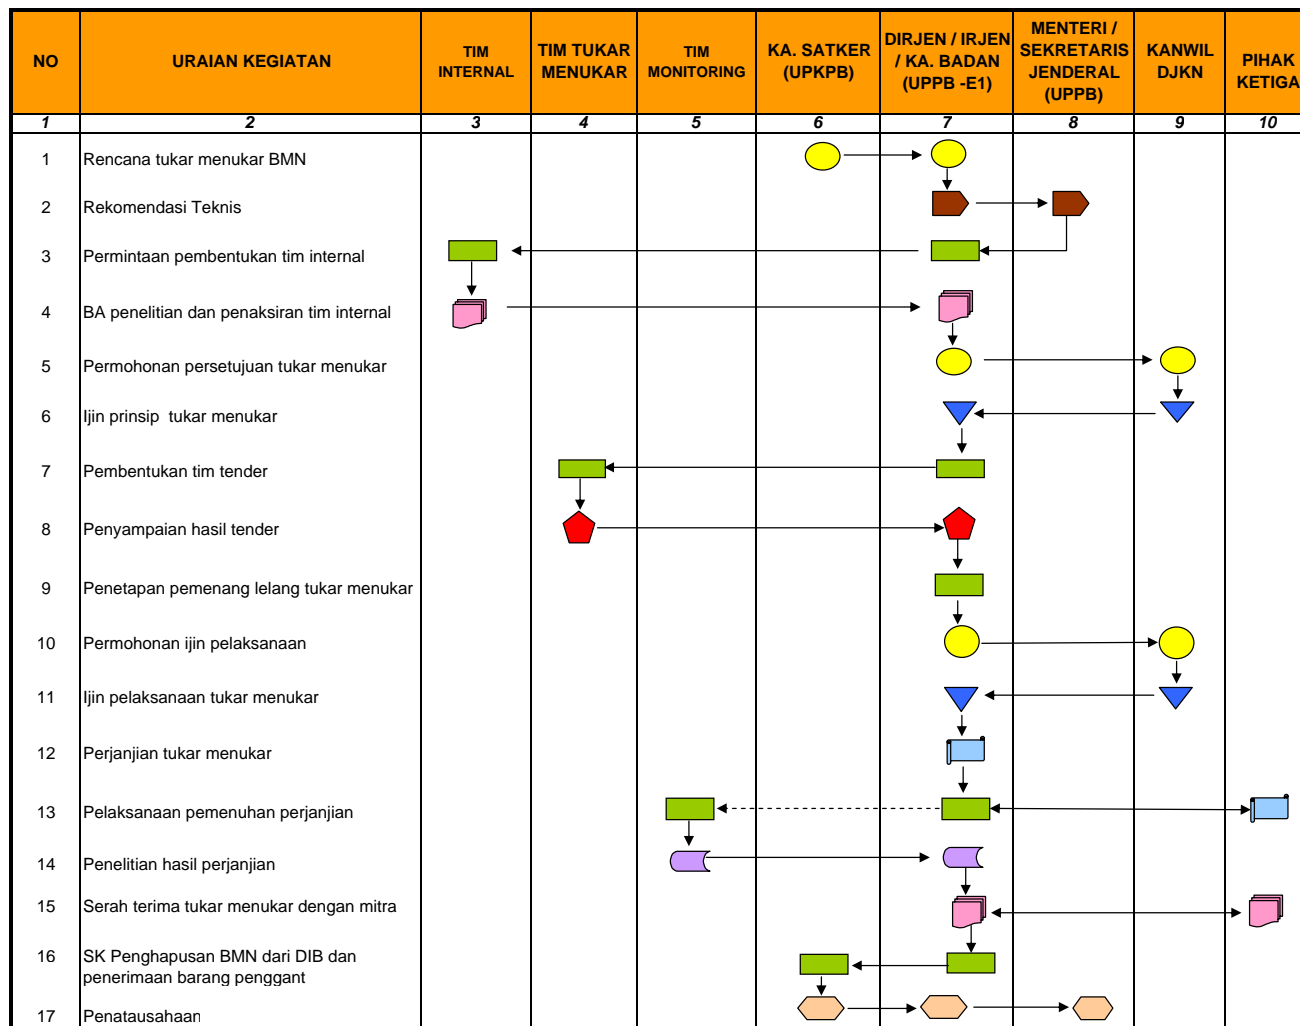 NO
URAIAN KEGIATAN
TIM
INTERNAL
TIM TUKAR
MENUKAR
TIM
MONITORING
KA. SATKER
(UPKPB)
DIRJEN / IRJEN
/ KA. BADAN
(UPPB -E1)
MENTERI /
SEKRETARIS
JENDERAL
(UPPB)
KANWIL
DJKN
PIHAK
KETIGA
1 2 3 4 5 6 7 8 9 10
1 Rencana tukar menukar BMN
2 Rekomendasi Teknis
3 Permintaan pembentukan tim internal
4 BA penelitian dan penaksiran tim internal
5 Permohonan persetujuan tukar menukar
6 Ijin prinsip tukar menukar
7 Pembentukan tim tender
8 Penyampaian hasil tender
9 Penetapan pemenang lelang tukar menukar
10 Permohonan ijin pelaksanaan
11 Ijin pelaksanaan tukar menukar
12 Perjanjian tukar menukar
13 Pelaksanaan pemenuhan perjanjian
14 Penelitian hasil perjanjian
15 Serah terima tukar menukar dengan mitra
16 SK Penghapusan BMN dari DIB dan
penerimaan barang penggant
17 Penatausahaan